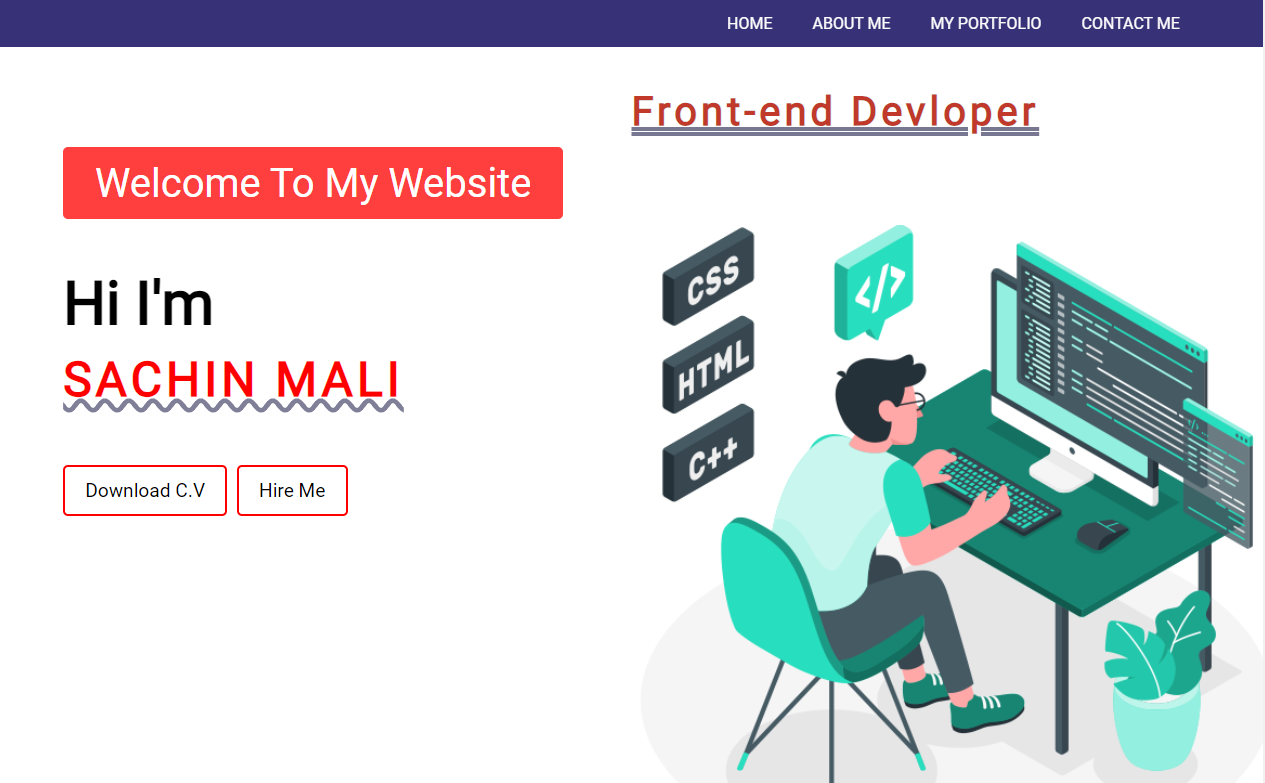 HOME ABOUT ME MY PORTFOLIO CONTACT ME
Front-end Devloper
Welcome To My Website
Hi I'm
SACHIN MALI
Download C.V Hire Me
CSS
</>
HTML
C++